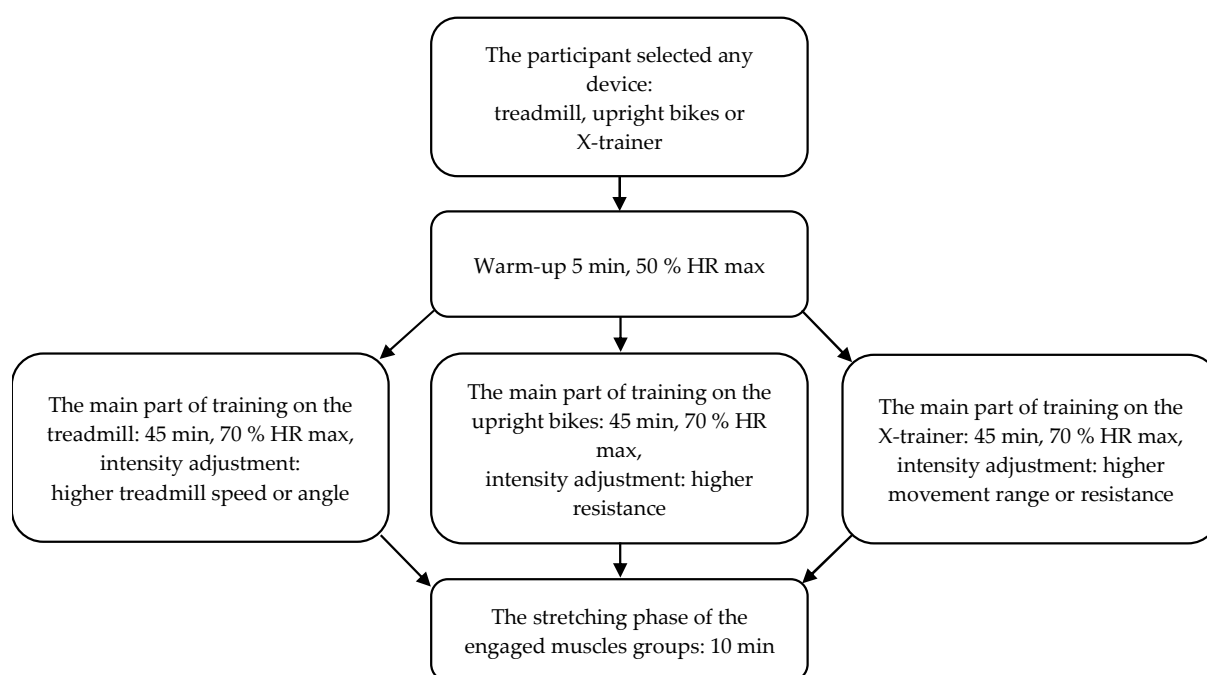 The participant selected any
device:
treadmill, upright bikes or
X-trainer
Warm-up 5 min, 50 % HR max
The main part of training on the
treadmill: 45 min, 70 % HR max,
intensity adjustment:
higher treadmill speed or angle
The main part of training on the
upright bikes: 45 min, 70 % HR
max,
intensity adjustment: higher
resistance
The main part of training on the
X-trainer: 45 min, 70 % HR max,
intensity adjustment: higher
movement range or resistance
The stretching phase of the
engaged muscles groups: 10 min